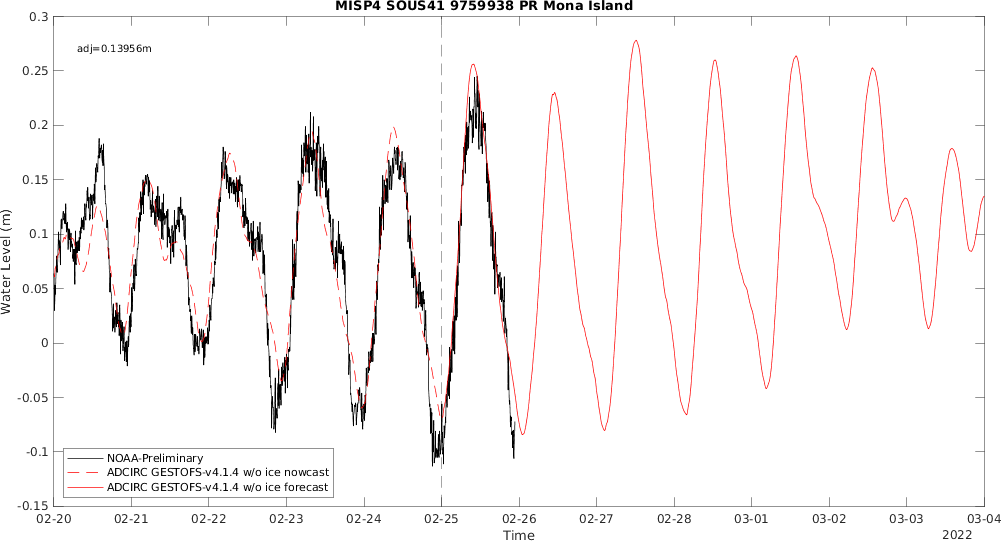 MISP4 SOUS41 9759938 PR Mona Island
adj=0.13956m
Water Level (m)
0.3
0.25
0.2
0.15
0.1
0.05
0
-0.05
-0.1
-0.15
NOAA-Preliminary
ADCIRC GESTOFS-v4.1.4 w/o ice nowcast
ADCIRC GESTOFS-v4.1.4 w/o ice forecast
02-20 02-21 02-22 02-23 02-24 02-25 02-26 02-27 02-28 03-01 03-02 03-03 03-04
Time
2022